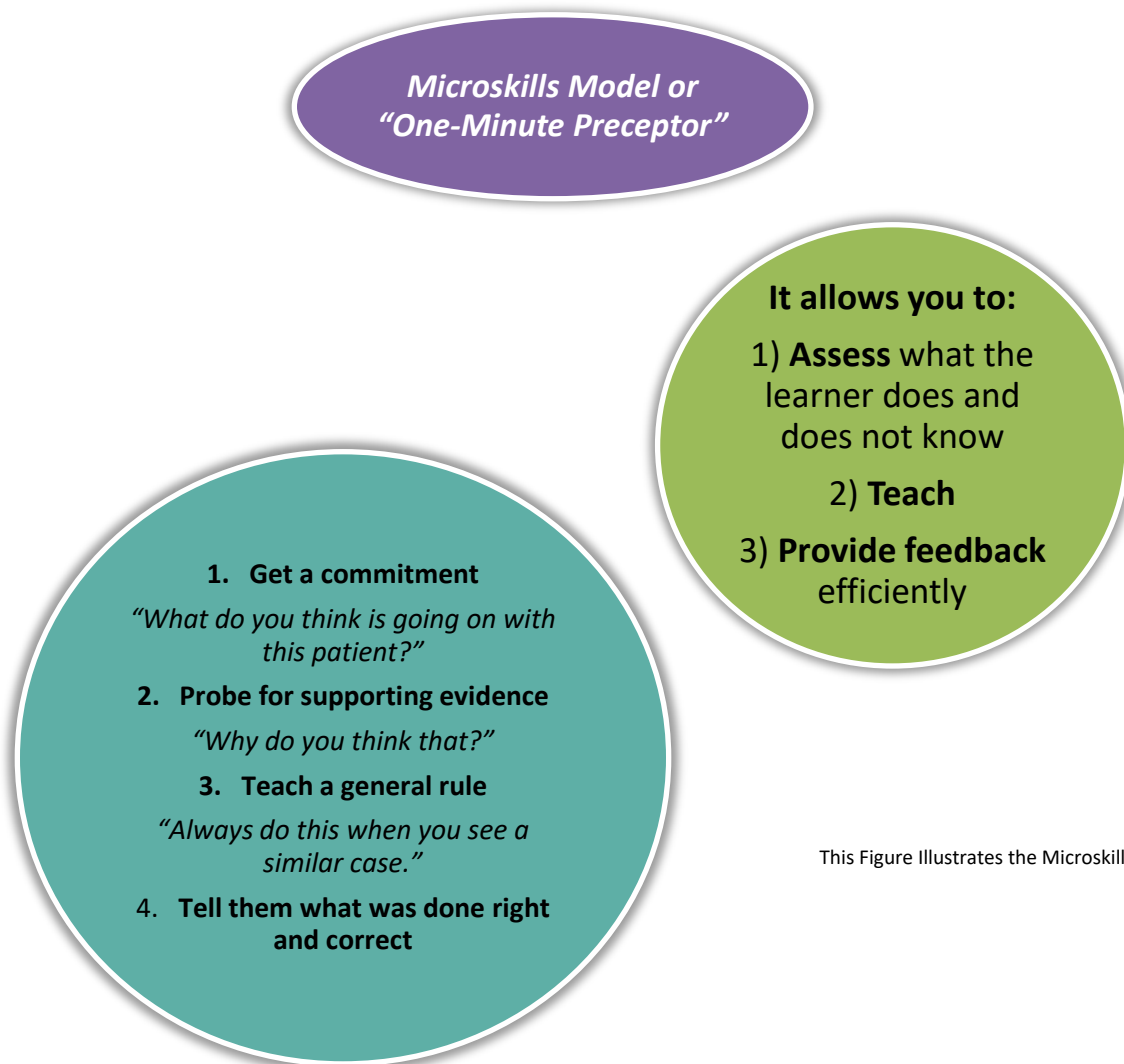 Microskills Model or
“One-Minute Preceptor”
It allows you to:
1) Assess what the
learner does and
does not know
2) Teach
3) Provide feedback
efficiently
1. Get a commitment
“What do you think is going on with
this patient?”
2. Probe for supporting evidence
“Why do you think that?”
3. Teach a general rule
“Always do this when you see a
similar case.”
4. Tell them what was done right
and correct
This Figure Illustrates the Microskill